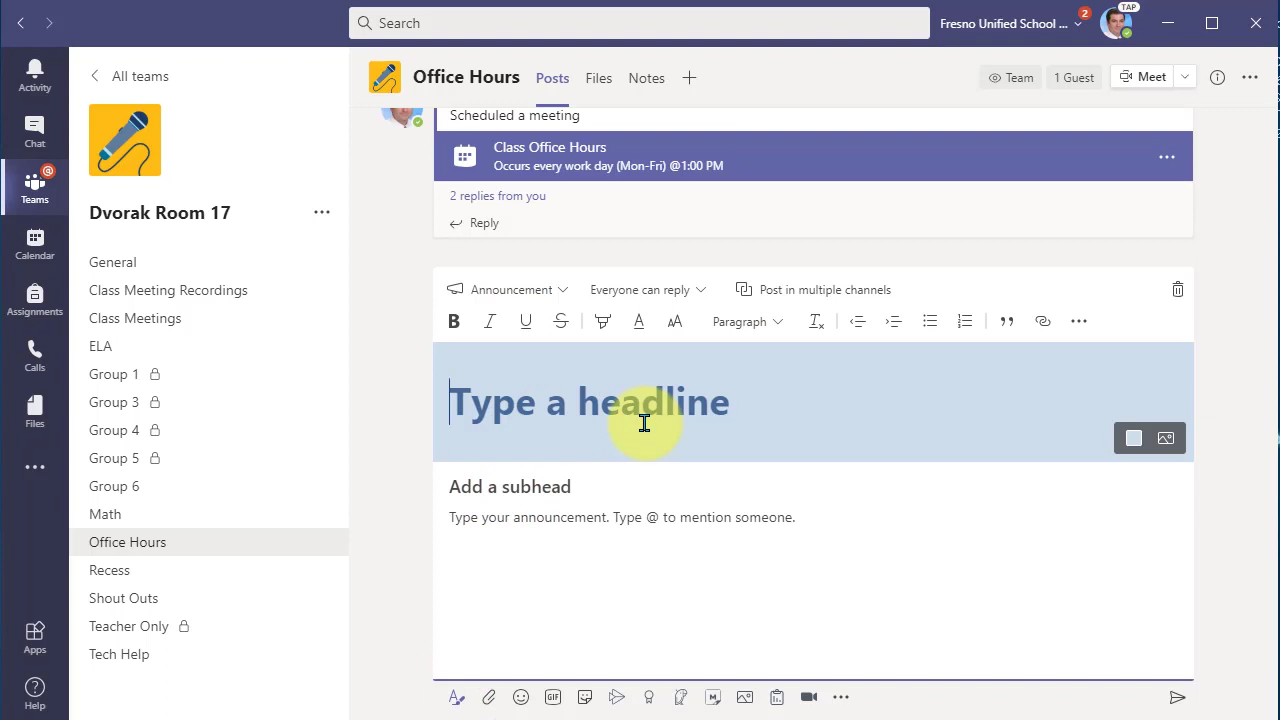 Search
Fresno Unified School ...
2
TAP
Activity
Chat
@
Teams
Calendar
Assignments
Calls
Files
Apps
Help
All teams
Dvorak Room 17
General
Class Meeting Recordings
Class Meetings
ELA
Group 1
Group 3
Group 4
Group 5
Group 6
Math
Office Hours
Recess
Shout Outs
Teacher Only
Tech Help
Office Hours Posts Files Notes
Team
1 Guest
Meet
Scheduled a meeting
Class Office Hours
Occurs every work day (Mon-Fri) @1:00 PM
2 replies from you
Reply
Announcement Everyone can reply Post in multiple channels
B I U S A AA Paragraph Tx
Type a headline
Add a subhead
Type your announcement. Type @ to mention someone.
GIF